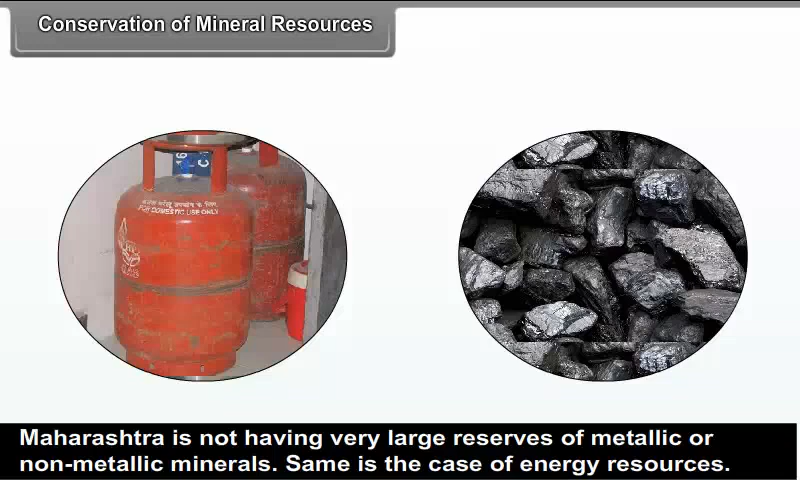 Conservation of Mineral Resources
FOR DOMESTIC USE ONLY
Maharashtra is not having very large reserves of metallic or
non-metallic minerals. Same is the case of energy resources.